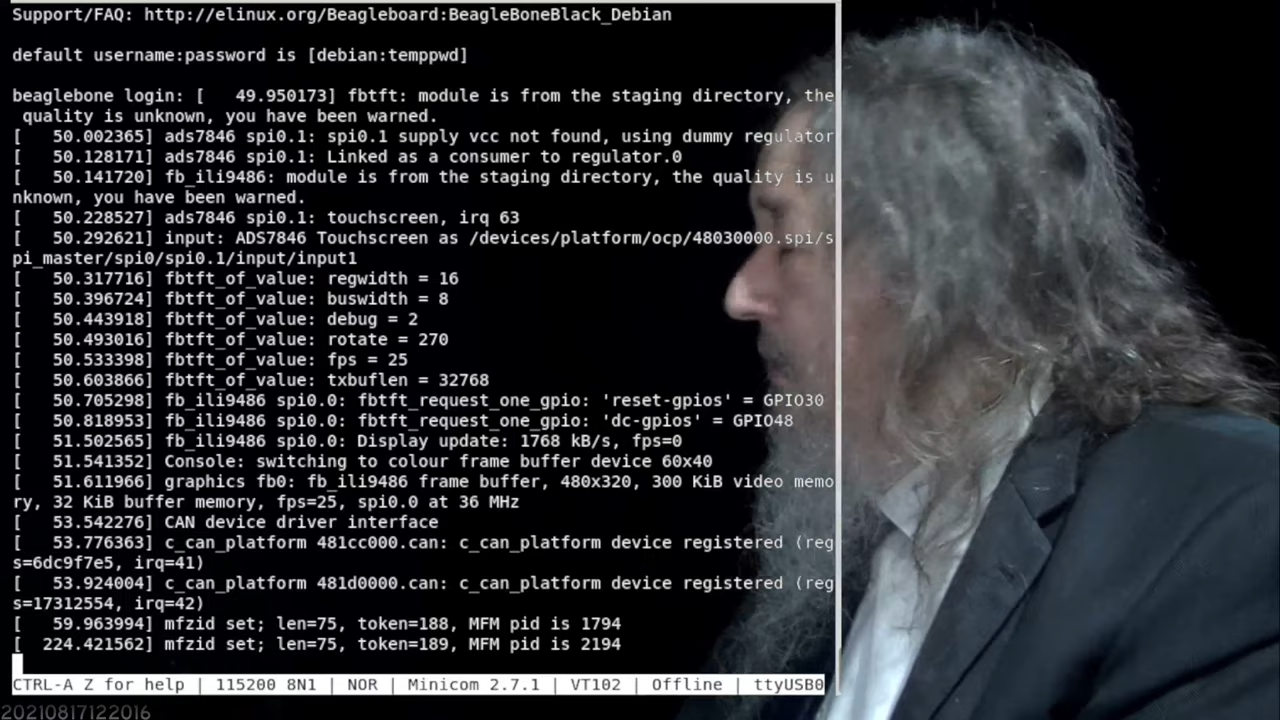 Support/FAQ: http://elinux.org/Beagleboard:BeagleBoneBlack_Debian
default username:password is [debian:temppwd]
beaglebone login: [   49.950173] fbtft: module is from the staging directory, the
 quality is unknown, you have been warned.
[   50.002365] ads7846 spi0.1: spi0.1 supply vcc not found, using dummy regulator
[   50.128171] ads7846 spi0.1: Linked as a consumer to regulator.0
[   50.141720] fb_ili9486: module is from the staging directory, the quality is u
nknown, you have been warned.
[   50.228527] ads7846 spi0.1: touchscreen, irq 63
[   50.292621] input: ADS7846 Touchscreen as /devices/platform/ocp/48030000.spi/s
pi_master/spi0/spi0.1/input/input1
[   50.317716] fbtft_of_value: regwidth = 16
[   50.396724] fbtft_of_value: buswidth = 8
[   50.443918] fbtft_of_value: debug = 2
[   50.493016] fbtft_of_value: rotate = 270
[   50.533398] fbtft_of_value: fps = 25
[   50.603866] fbtft_of_value: txbuflen = 32768
[   50.705298] fb_ili9486 spi0.0: fbtft_request_one_gpio: 'reset-gpios' = GPIO30
[   50.818953] fb_ili9486 spi0.0: fbtft_request_one_gpio: 'dc-gpios' = GPIO48
[   51.502565] fb_ili9486 spi0.0: Display update: 1768 kB/s, fps=0
[   51.541352] Console: switching to colour frame buffer device 60x40
[   51.611966] graphics fb0: fb_ili9486 frame buffer, 480x320, 300 KiB video memo
ry, 32 KiB buffer memory, fps=25, spi0.0 at 36 MHz
[   53.542276] CAN device driver interface
[   53.776363] c_can_platform 481cc000.can: c_can_platform device registered (reg
s=6dc9f7e5, irq=41)
[   53.924004] c_can_platform 481d0000.can: c_can_platform device registered (reg
s=17312554, irq=42)
[   59.963994] mfzid set; len=75, token=188, MFM pid is 1794
[  224.421562] mfzid set; len=75, token=189, MFM pid is 2194
CTRL-A Z for help | 115200 8N1 | NOR | Minicom 2.7.1 | VT102 | Offline | ttyUSB0
20210817122016